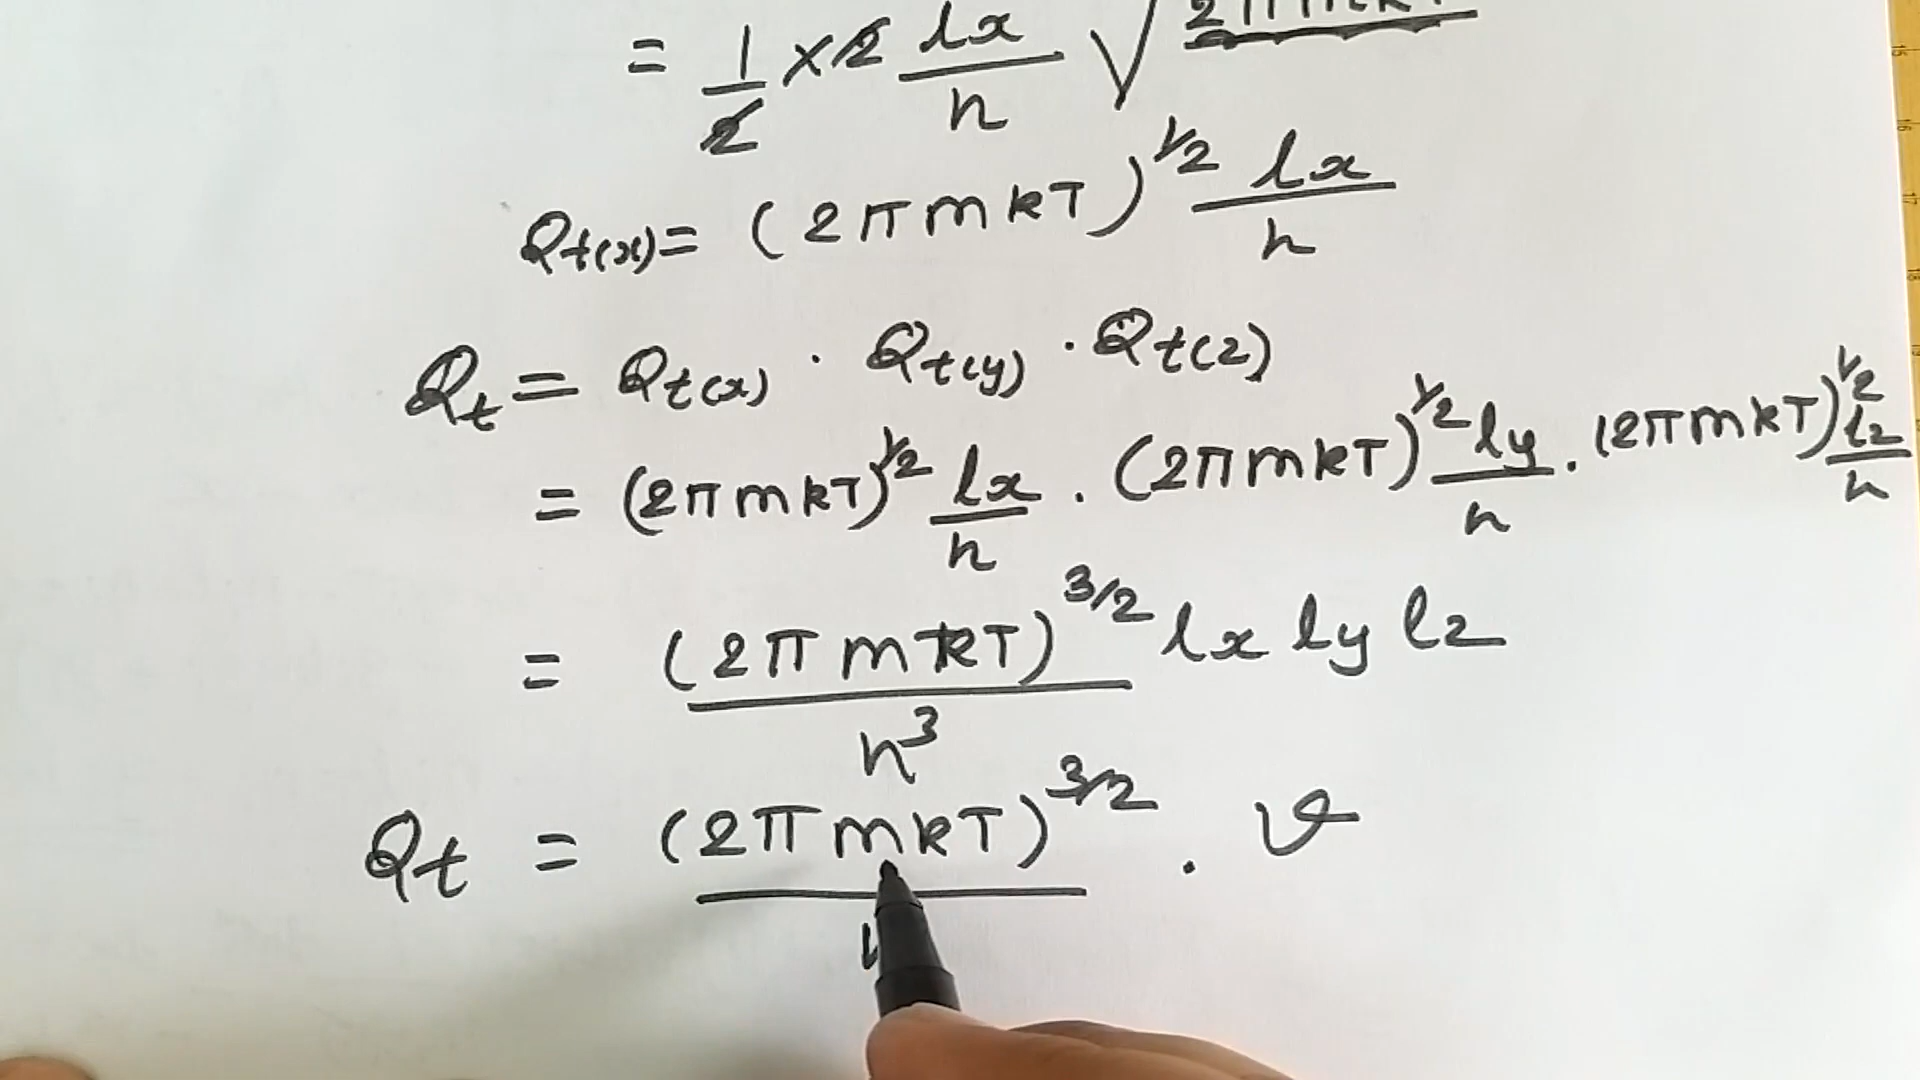 = 1/2 × 2 lx/h √2πmkT
Qt(x) = (2πmkT)^1/2 lx/h
Qt = Qt(x) · Qt(y) · Qt(z)
= (2πmkT)^1/2 lx/h · (2πmkT)^1/2 ly/h · (2πmkT)^1/2 lz/h
= (2πmkT)^3/2/h^3 lx ly lz
Qt = (2πmkT)^3/2 · v